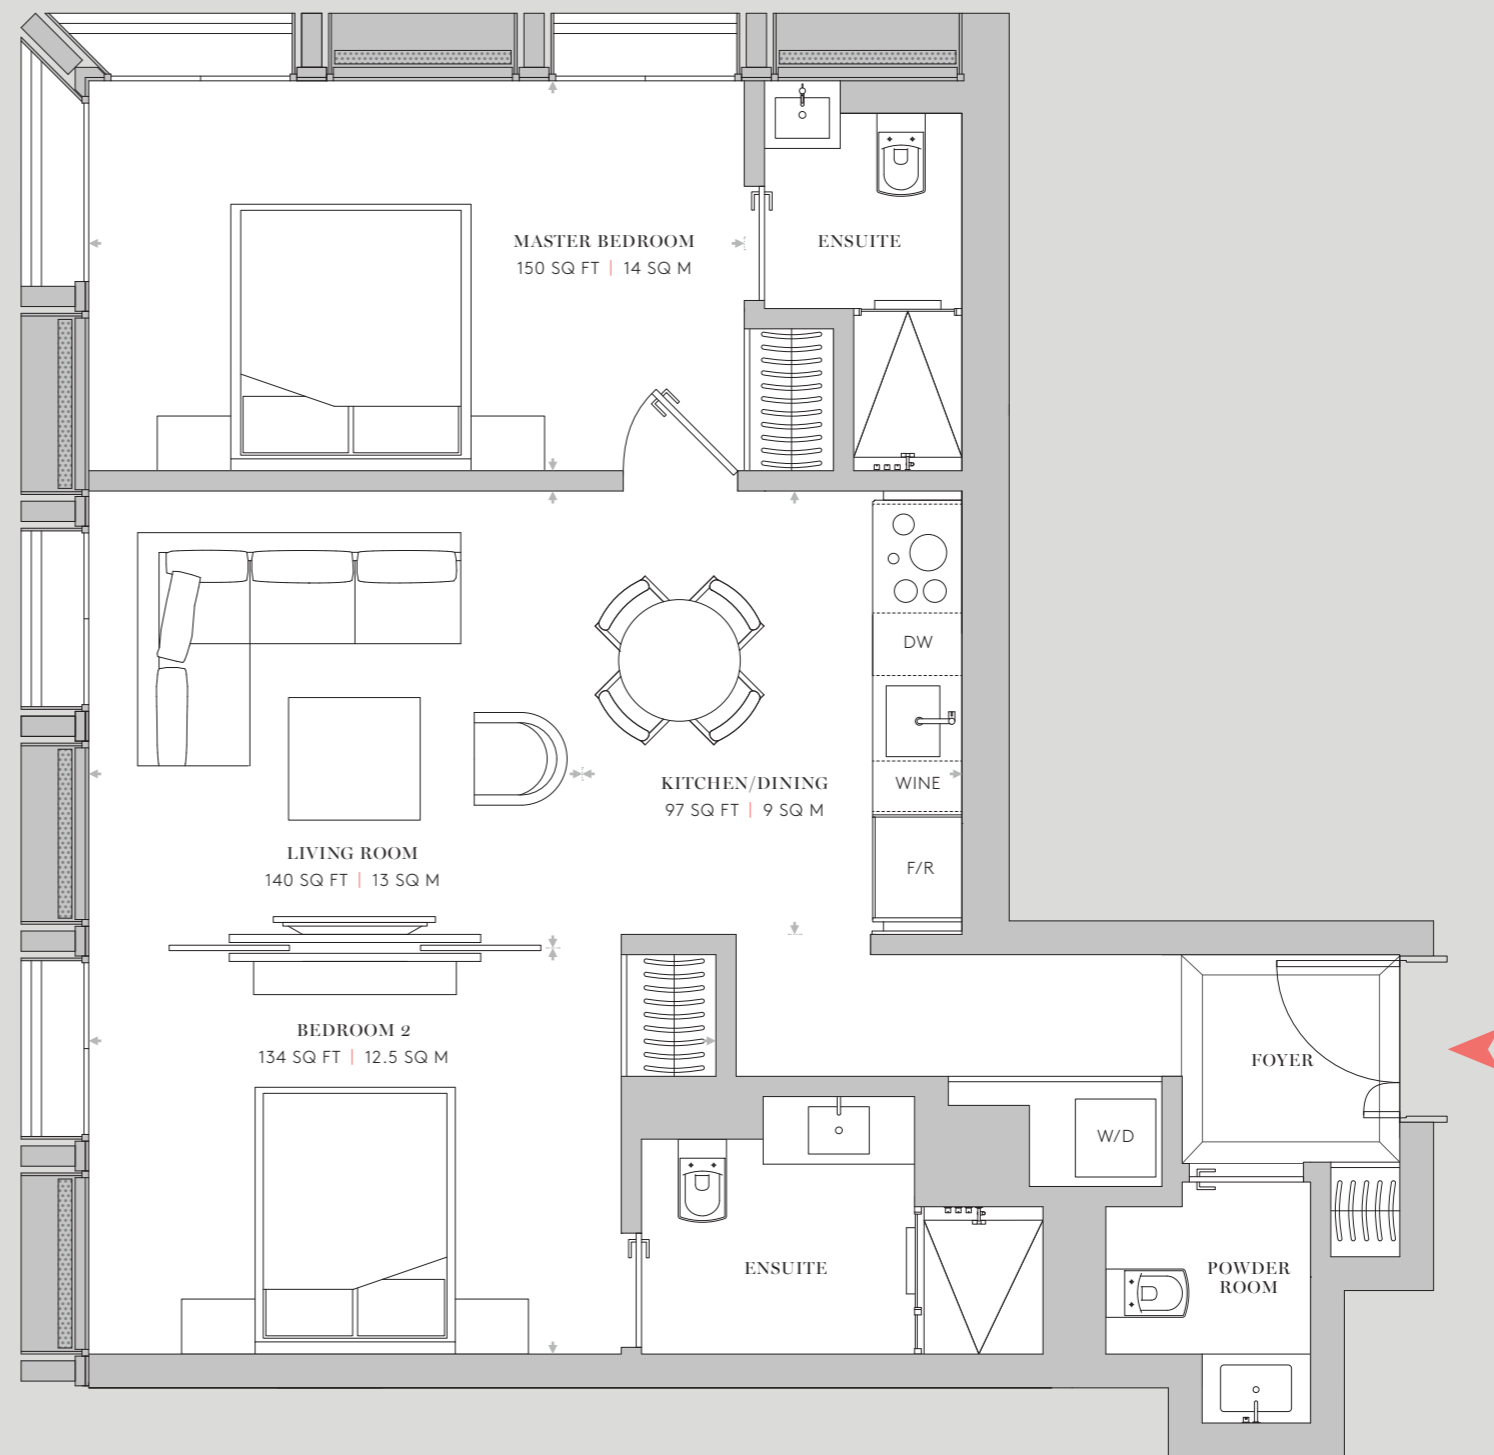 MASTER BEDROOM
150 SQ FT | 14 SQ M
ENSUITE
DW
WINE
F/R
KITCHEN/DINING
97 SQ FT | 9 SQ M
LIVING ROOM
140 SQ FT | 13 SQ M
BEDROOM 2
134 SQ FT | 12.5 SQ M
FOYER
W/D
ENSUITE
POWDER
ROOM